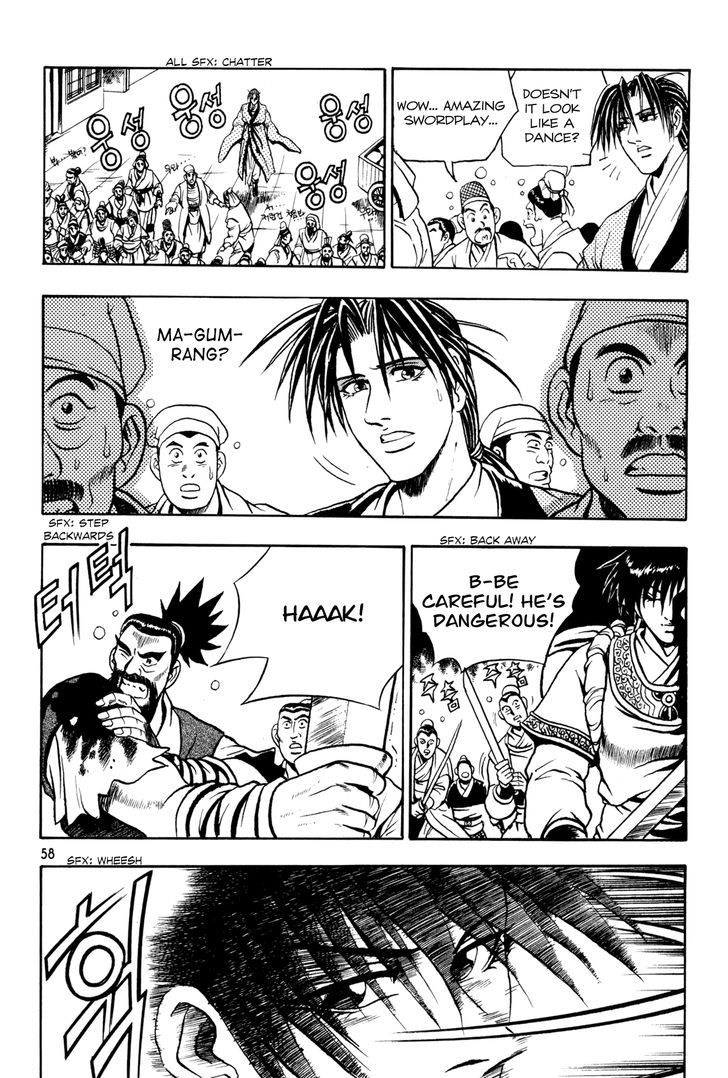 ALL SFX: CHATTER
웅성
웅성
웅성
웅성
WOW... AMAZING
SWORDPLAY...
DOESN'T
IT LOOK
LIKE A
DANCE?
MA-GUM-
RANG?
SFX: STEP
BACKWARDS
터턱
HAAAK!
SFX: BACK AWAY
B-BE
CAREFUL! HE'S
DANGEROUS!
58
SFX: WHEESH
휙